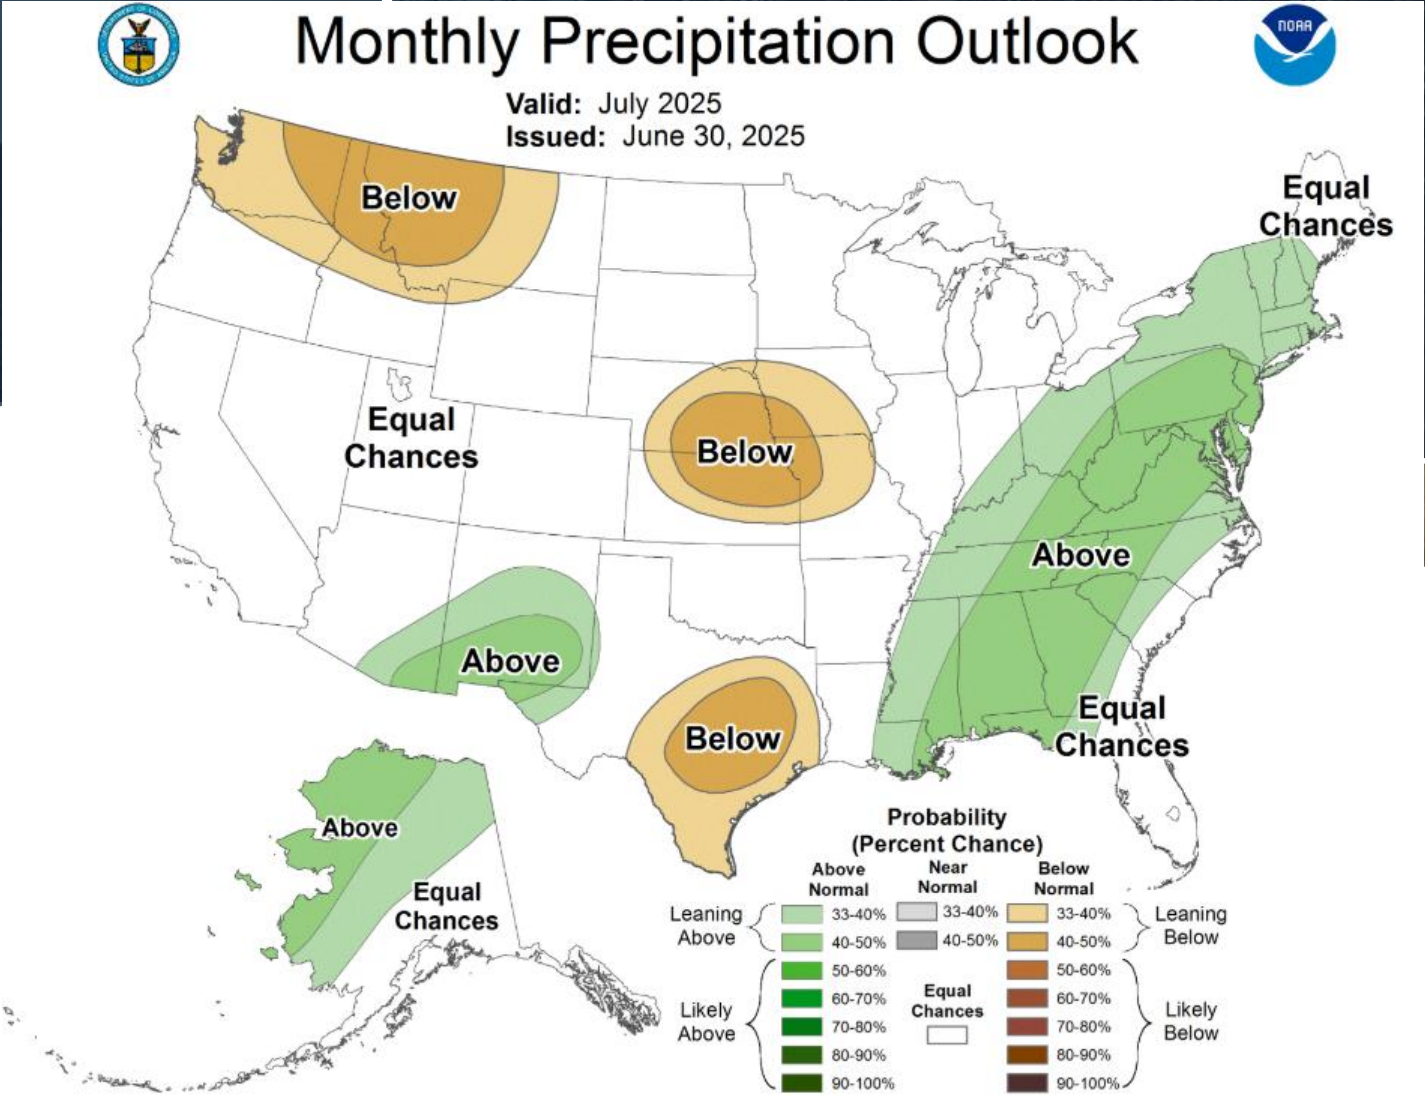 Monthly Precipitation Outlook
NOAA
Valid: July 2025
Issued: June 30, 2025
Below
Equal
Chances
Equal
Chances
Below
Above
Above
Below
Equal
Chances
Above
Equal
Chances
Probability
(Percent Chance)
Above
Normal
Near
Normal
Below
Normal
Leaning
Above
33-40%
33-40%
33-40%
Leaning
Below
40-50%
40-50%
40-50%
50-60%
50-60%
Likely
Above
60-70%
Equal
Chances
60-70%
Likely
Below
70-80%
70-80%
80-90%
80-90%
90-100%
90-100%